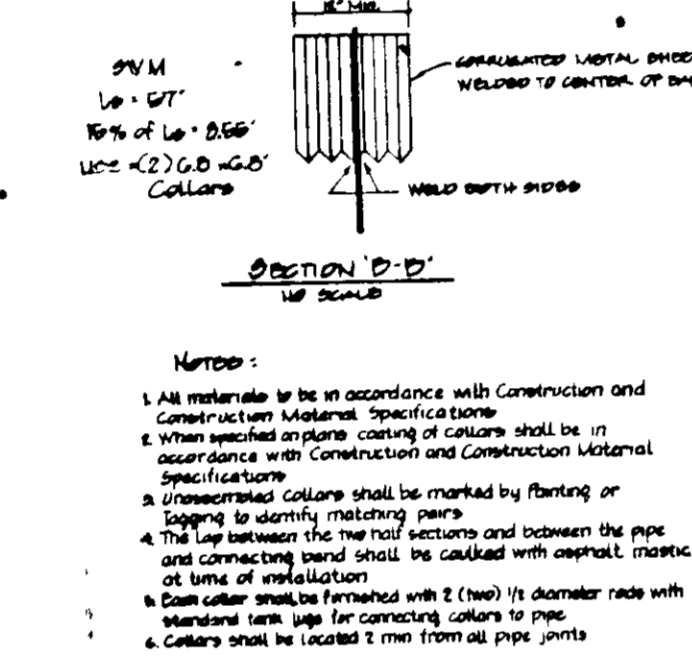 12" MIN.
CORRUGATED METAL SHEE
WELDED TO CENTER OF BA
SWM
Ls = 57'
15% of Ls = 8.55'
use (2) 6.8 x 6.8'
Collars
WELD BOTH SIDES
SECTION 'B-B'
NO SCALE
NOTES:
1. All materials to be in accordance with Construction and
Construction Material Specifications
2. When specified on plans coating of collars shall be in
accordance with Construction and Construction Material
Specifications
3. Unassembled collars shall be marked by Painting or
Tagging to identify matching pairs
4. The Lap between the two half sections and between the pipe
and connecting band shall be caulked with asphalt mastic
at time of installation
5. Each collar shall be furnished with 2 (two) 1/2 diameter rods with
standard tank lugs for connecting collars to pipe
6. Collars shall be located 2 min from all pipe joints